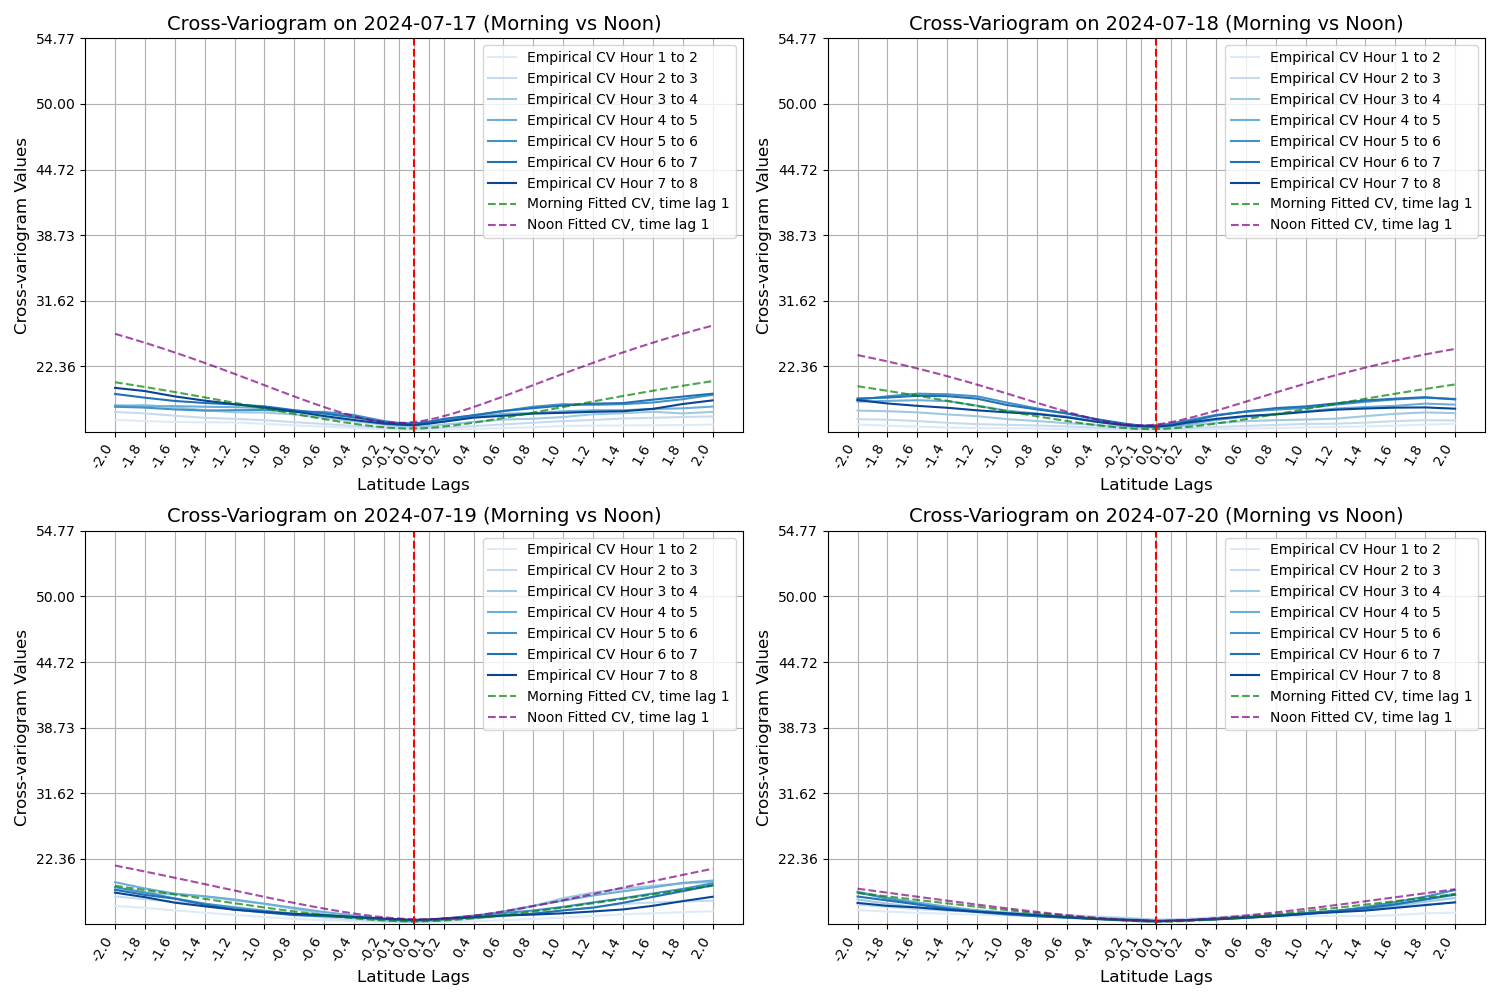 Cross-Variogram on 2024-07-17 (Morning vs Noon)
54.77
50.00
44.72
38.73
31.62
22.36
Cross-variogram Values
Empirical CV Hour 1 to 2
Empirical CV Hour 2 to 3
Empirical CV Hour 3 to 4
Empirical CV Hour 4 to 5
Empirical CV Hour 5 to 6
Empirical CV Hour 6 to 7
Empirical CV Hour 7 to 8
Morning Fitted CV, time lag 1
Noon Fitted CV, time lag 1
-2.0 -1.8 -1.6 -1.4 -1.2 -1.0 -0.8 -0.6 -0.4 -0.2 -0.1 0.0 0.1 0.2 0.4 0.6 0.8 1.0 1.2 1.4 1.6 1.8 2.0
Latitude Lags
Cross-Variogram on 2024-07-18 (Morning vs Noon)
54.77
50.00
44.72
38.73
31.62
22.36
Cross-variogram Values
Empirical CV Hour 1 to 2
Empirical CV Hour 2 to 3
Empirical CV Hour 3 to 4
Empirical CV Hour 4 to 5
Empirical CV Hour 5 to 6
Empirical CV Hour 6 to 7
Empirical CV Hour 7 to 8
Morning Fitted CV, time lag 1
Noon Fitted CV, time lag 1
-2.0 -1.8 -1.6 -1.4 -1.2 -1.0 -0.8 -0.6 -0.4 -0.2 -0.1 0.0 0.1 0.2 0.4 0.6 0.8 1.0 1.2 1.4 1.6 1.8 2.0
Latitude Lags
Cross-Variogram on 2024-07-19 (Morning vs Noon)
54.77
50.00
44.72
38.73
31.62
22.36
Cross-variogram Values
Empirical CV Hour 1 to 2
Empirical CV Hour 2 to 3
Empirical CV Hour 3 to 4
Empirical CV Hour 4 to 5
Empirical CV Hour 5 to 6
Empirical CV Hour 6 to 7
Empirical CV Hour 7 to 8
Morning Fitted CV, time lag 1
Noon Fitted CV, time lag 1
-2.0 -1.8 -1.6 -1.4 -1.2 -1.0 -0.8 -0.6 -0.4 -0.2 -0.1 0.0 0.1 0.2 0.4 0.6 0.8 1.0 1.2 1.4 1.6 1.8 2.0
Latitude Lags
Cross-Variogram on 2024-07-20 (Morning vs Noon)
54.77
50.00
44.72
38.73
31.62
22.36
Cross-variogram Values
Empirical CV Hour 1 to 2
Empirical CV Hour 2 to 3
Empirical CV Hour 3 to 4
Empirical CV Hour 4 to 5
Empirical CV Hour 5 to 6
Empirical CV Hour 6 to 7
Empirical CV Hour 7 to 8
Morning Fitted CV, time lag 1
Noon Fitted CV, time lag 1
-2.0 -1.8 -1.6 -1.4 -1.2 -1.0 -0.8 -0.6 -0.4 -0.2 -0.1 0.0 0.1 0.2 0.4 0.6 0.8 1.0 1.2 1.4 1.6 1.8 2.0
Latitude Lags